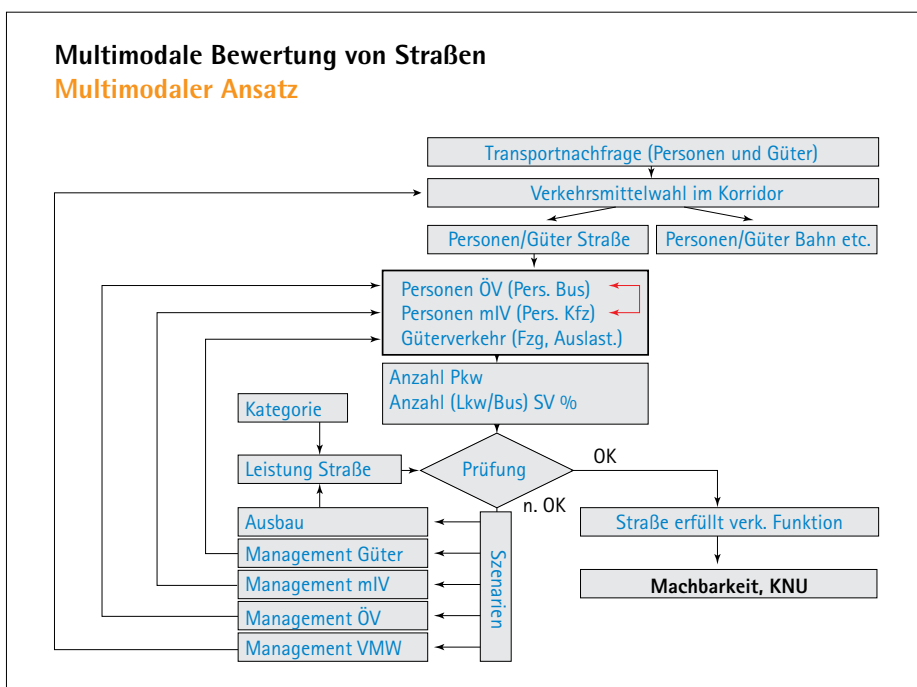 Multimodale Bewertung von Straßen
Multimodaler Ansatz
Transportnachfrage (Personen und Güter)
Verkehrsmittelwahl im Korridor
Personen/Güter Straße
Personen/Güter Bahn etc.
Personen ÖV (Pers. Bus)
Personen mIV (Pers. Kfz)
Güterverkehr (Fzg, Auslast.)
Anzahl Pkw
Anzahl (Lkw/Bus) SV %
Kategorie
Leistung Straße
Prüfung
OK
n. OK
Ausbau
Management Güter
Management mIV
Management ÖV
Management VMW
Szenarien
Straße erfüllt verk. Funktion
Machbarkeit, KNU